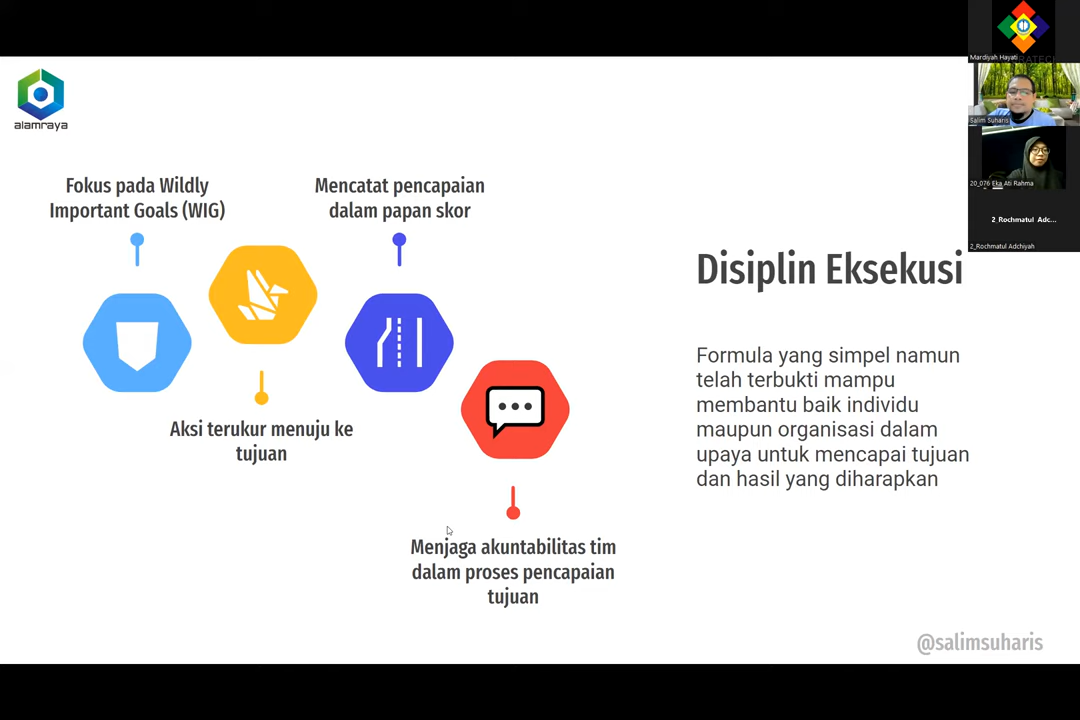 alamraya
Fokus pada Wildly
Important Goals (WIG)
Mencatat pencapaian
dalam papan skor
Aksi terukur menuju ke
tujuan
Menjaga akuntabilitas tim
dalam proses pencapaian
tujuan
Disiplin Eksekusi
Formula yang simpel namun
telah terbukti mampu
membantu baik individu
maupun organisasi dalam
upaya untuk mencapai tujuan
dan hasil yang diharapkan
@salimsuharis
Mardiyah Hayati
Salim Suharis
20_076 Eka Ati Rahma
2_Rochmatul Adc...
2_Rochmatul Adchiyah